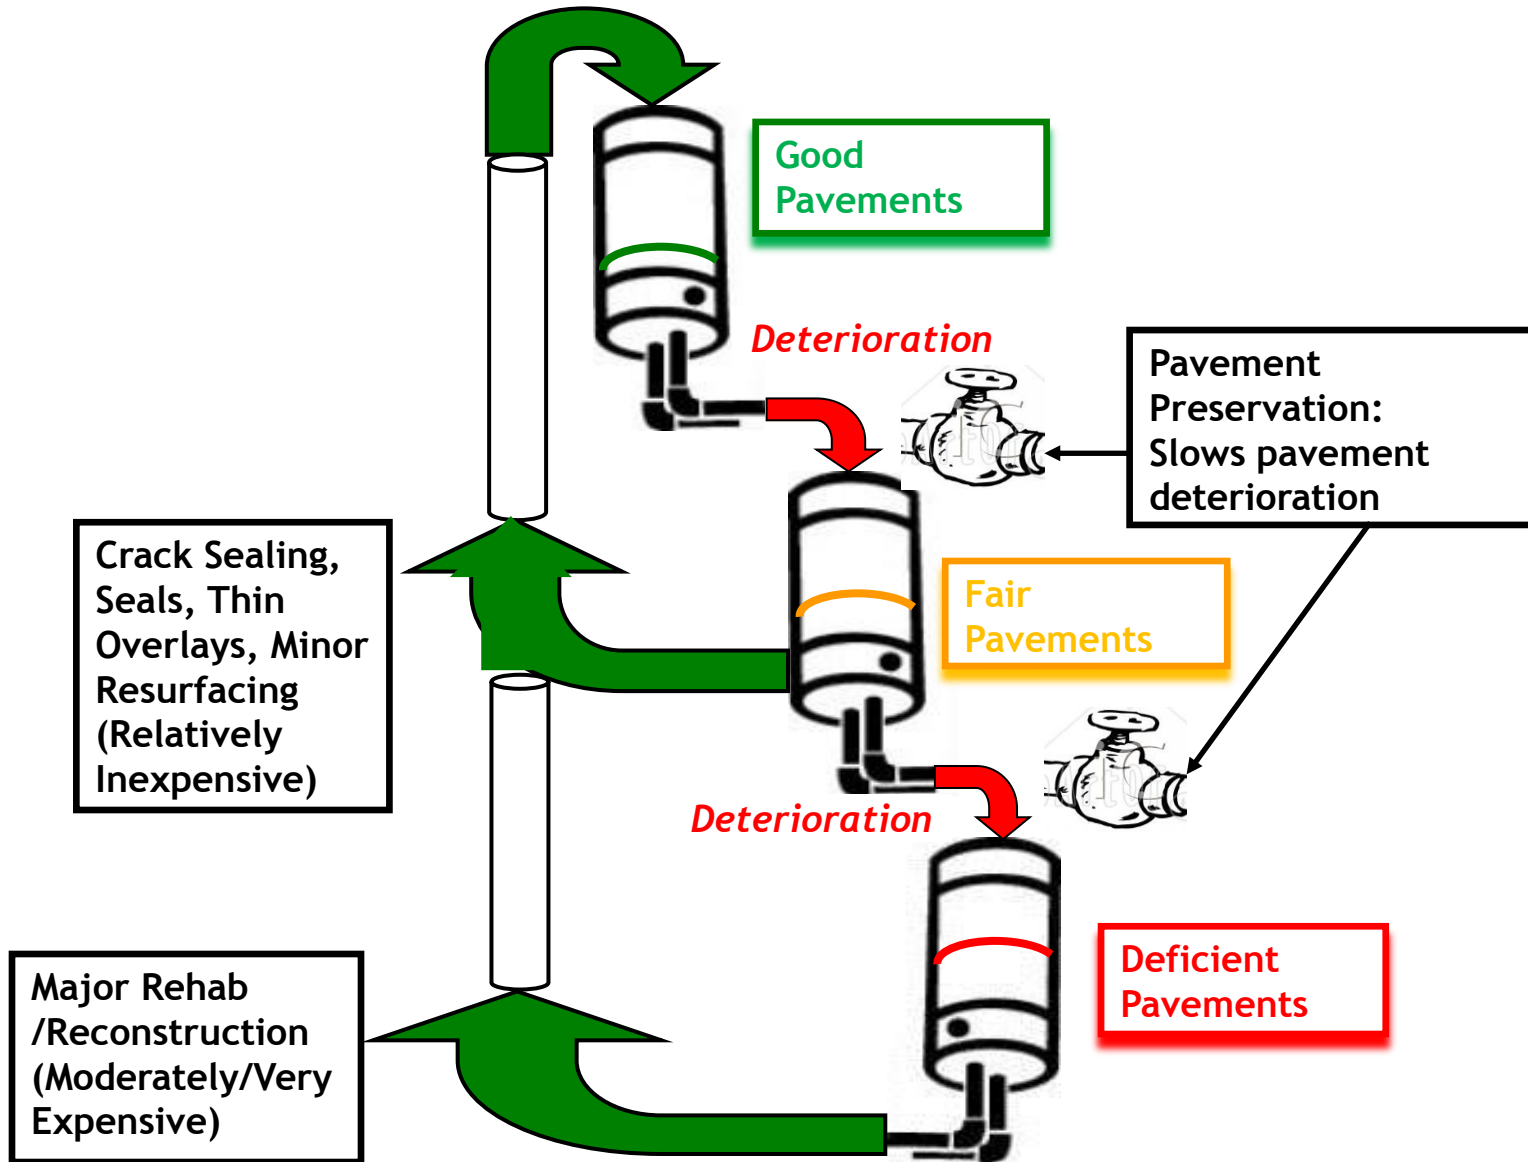 Good
Pavements
Deterioration
Pavement
Preservation:
Slows pavement
deterioration
Crack Sealing,
Seals, Thin
Overlays, Minor
Resurfacing
(Relatively
Inexpensive)
Fair
Pavements
Deterioration
Deficient
Pavements
Major Rehab
/Reconstruction
(Moderately/Very
Expensive)